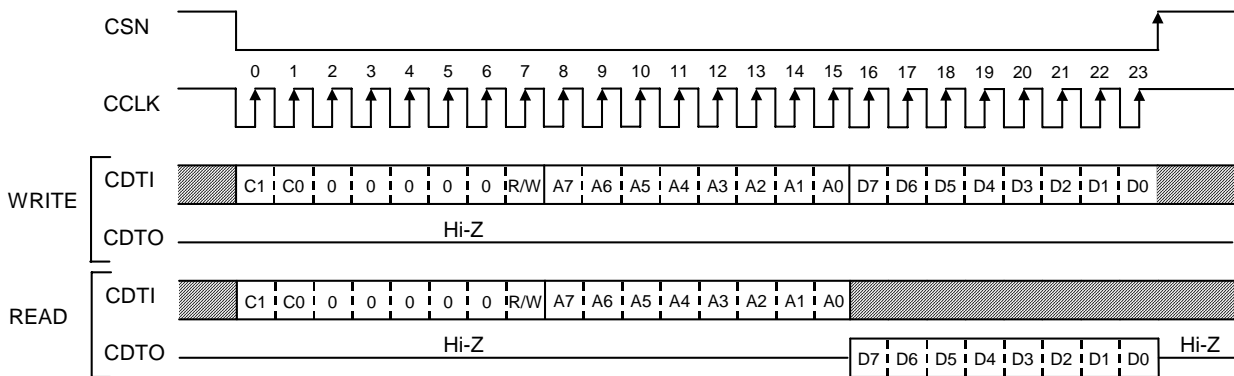 CSN
0 1 2 3 4 5 6 7 8 9 10 11 12 13 14 15 16 17 18 19 20 21 22 23
CCLK
WRITE
CDTI C1 C0 0 0 0 0 0 R/W A7 A6 A5 A4 A3 A2 A1 A0 D7 D6 D5 D4 D3 D2 D1 D0
Hi-Z
CDTO
READ
CDTI C1 C0 0 0 0 0 0 R/W A7 A6 A5 A4 A3 A2 A1 A0
Hi-Z
CDTO D7 D6 D5 D4 D3 D2 D1 D0 Hi-Z